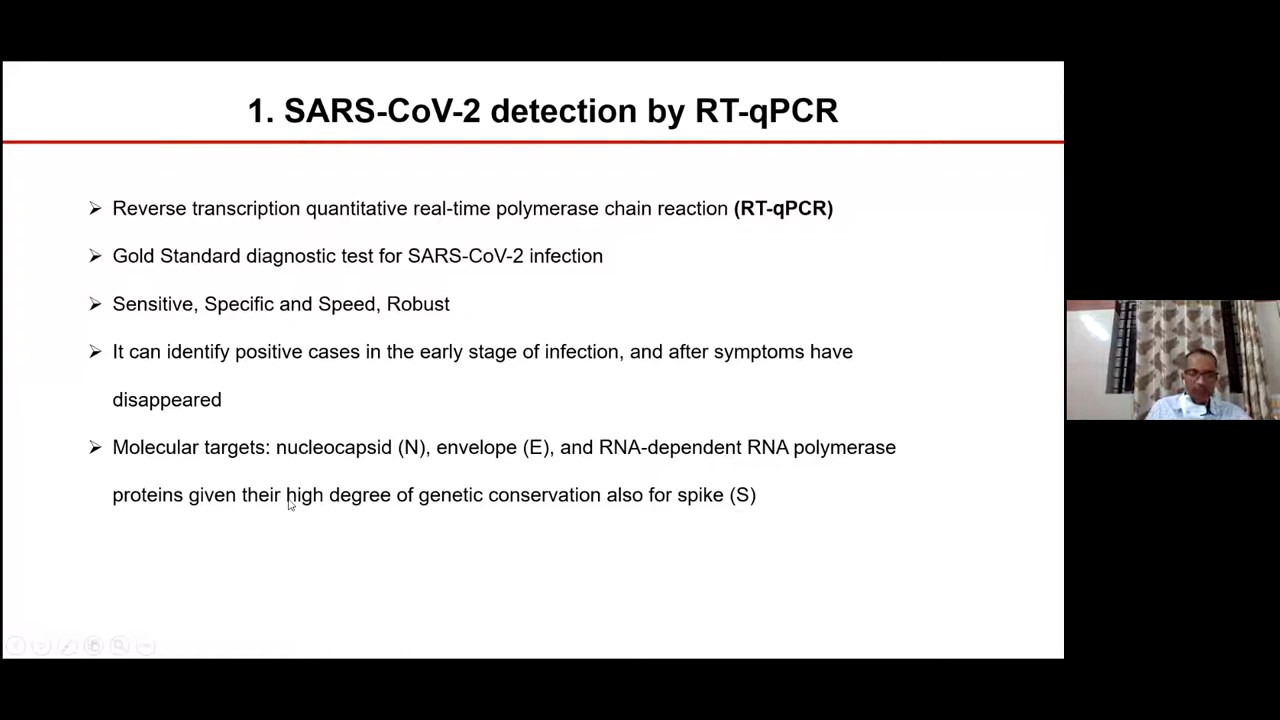 1. SARS-CoV-2 detection by RT-qPCR
➢ Reverse transcription quantitative real-time polymerase chain reaction (RT-qPCR)
➢ Gold Standard diagnostic test for SARS-CoV-2 infection
➢ Sensitive, Specific and Speed, Robust
➢ It can identify positive cases in the early stage of infection, and after symptoms have
disappeared
➢ Molecular targets: nucleocapsid (N), envelope (E), and RNA-dependent RNA polymerase
proteins given their high degree of genetic conservation also for spike (S)